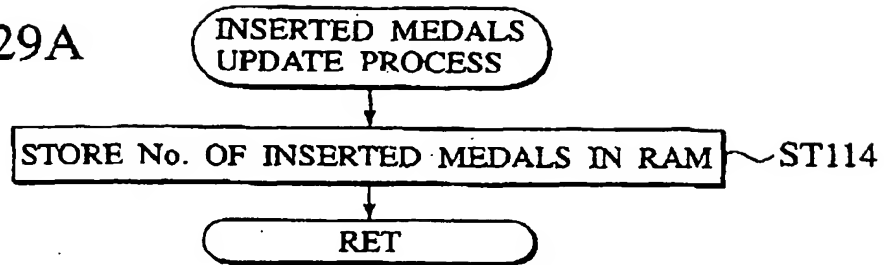 29A
INSERTED MEDALS
UPDATE PROCESS
STORE No. OF INSERTED MEDALS IN RAM
ST114
RET